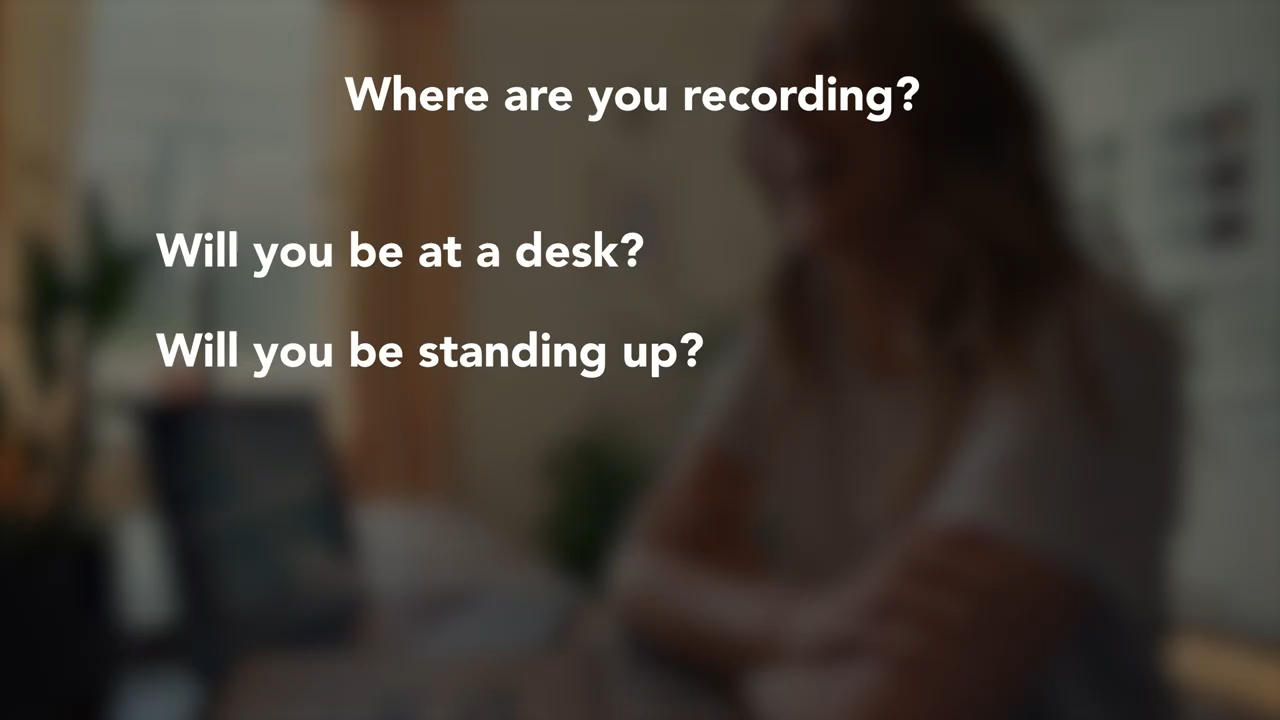 Where are you recording?
Will you be at a desk?
Will you be standing up?